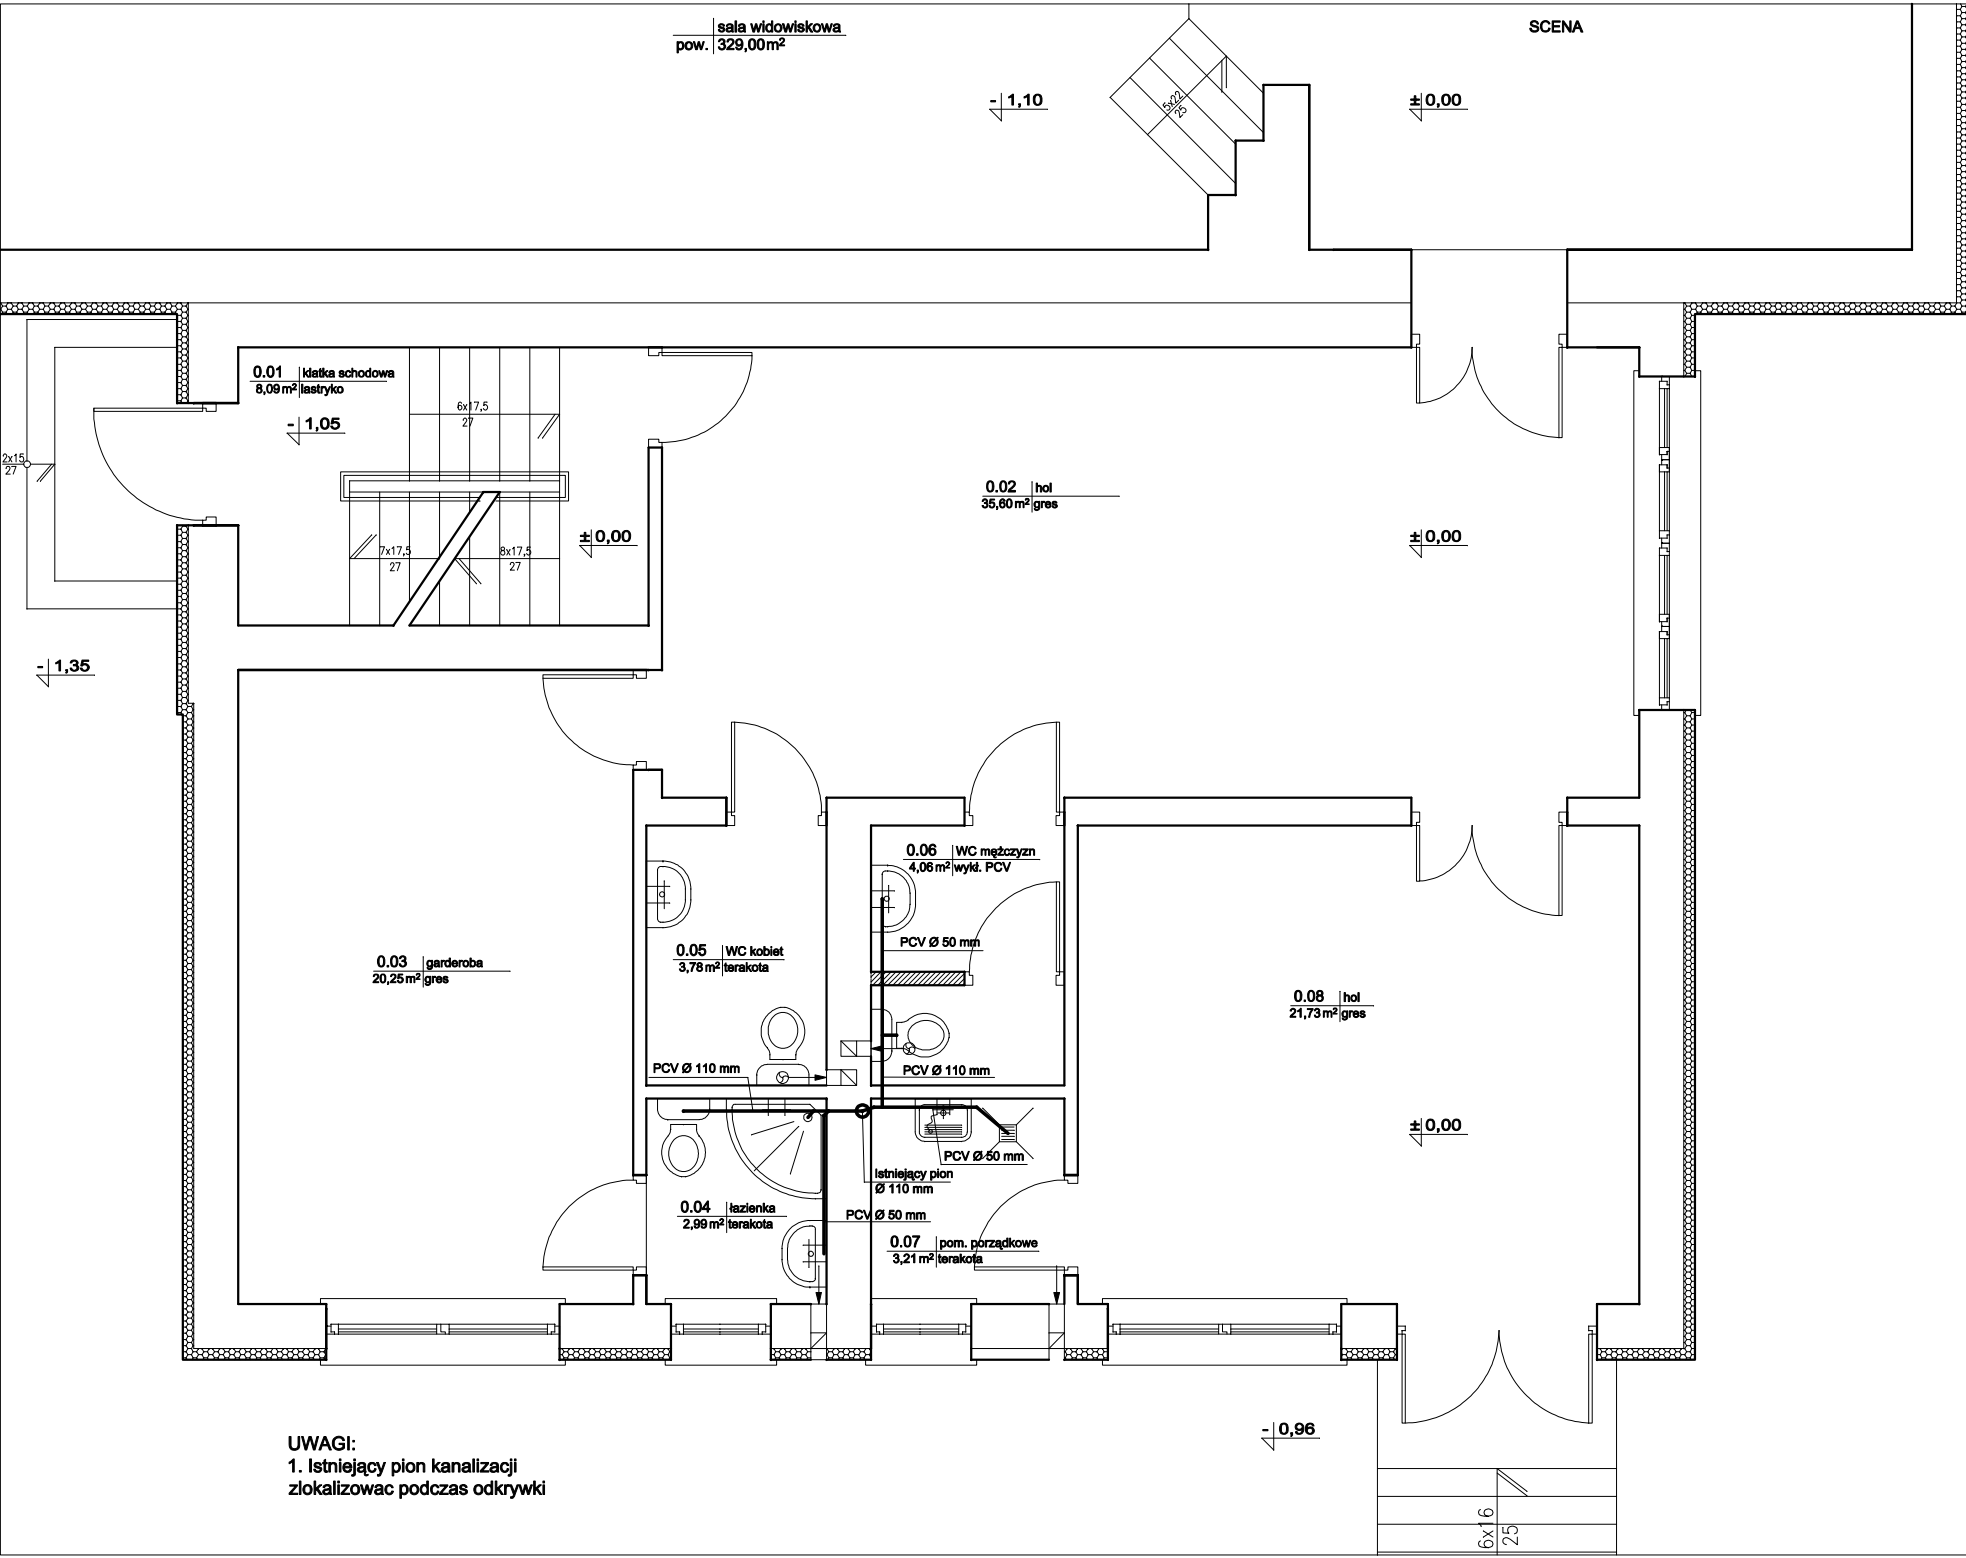 sala widowiskowa
pow. 329,00m²
SCENA
- 1,10
± 0,00
5x22
25
0.01 klatka schodowa
8,09m² lastryko
- 1,05
6x17,5
27
2x15
27
7x17,5
27
8x17,5
27
± 0,00
0.02 hol
35,60m² gres
± 0,00
- 1,35
0.03 garderoba
20,25m² gres
0.05 WC kobiet
3,78m² terakota
PCV Ø 110 mm
0.06 WC mężczyzn
4,06m² wykł. PCV
PCV Ø 50 mm
PCV Ø 110 mm
0.08 hol
21,73m² gres
± 0,00
PCV Ø 50 mm
Istniejący pion
Ø 110 mm
0.04 łazienka
2,99m² terakota
PCV Ø 50 mm
0.07 pom. porządkowe
3,21m² terakota
- 0,96
6x16
25
UWAGI:
1. Istniejący pion kanalizacji
zlokalizowac podczas odkrywki